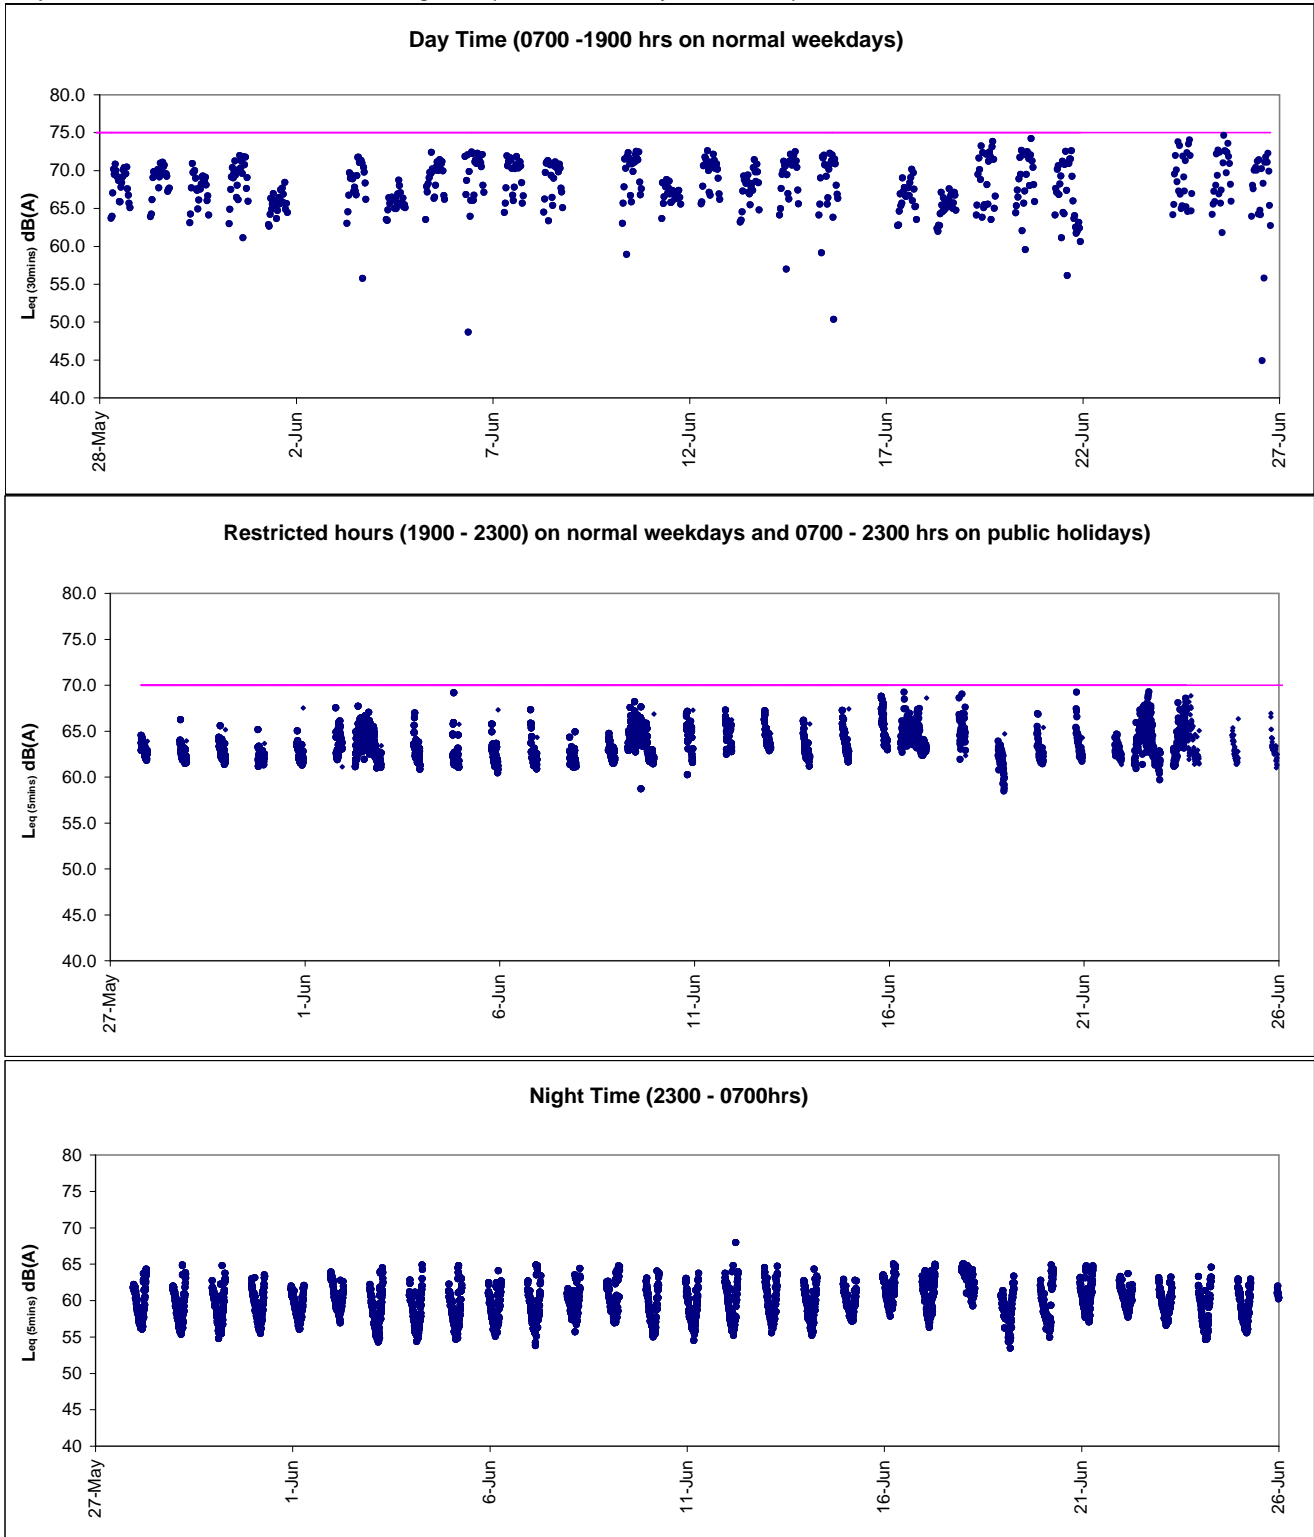 Day Time (0700 -1900 hrs on normal weekdays)
80.0
75.0
70.0
65.0
60.0
55.0
50.0
45.0
40.0
Leq (30mins) dB(A)
28-May
2-Jun
7-Jun
12-Jun
17-Jun
22-Jun
27-Jun
Restricted hours (1900 - 2300) on normal weekdays and 0700 - 2300 hrs on public holidays)
80.0
75.0
70.0
65.0
60.0
55.0
50.0
45.0
40.0
Leq (5mins) dB(A)
27-May
1-Jun
6-Jun
11-Jun
16-Jun
21-Jun
26-Jun
Night Time (2300 - 0700hrs)
80
75
70
65
60
55
50
45
40
Leq (5mins) dB(A)
27-May
1-Jun
6-Jun
11-Jun
16-Jun
21-Jun
26-Jun